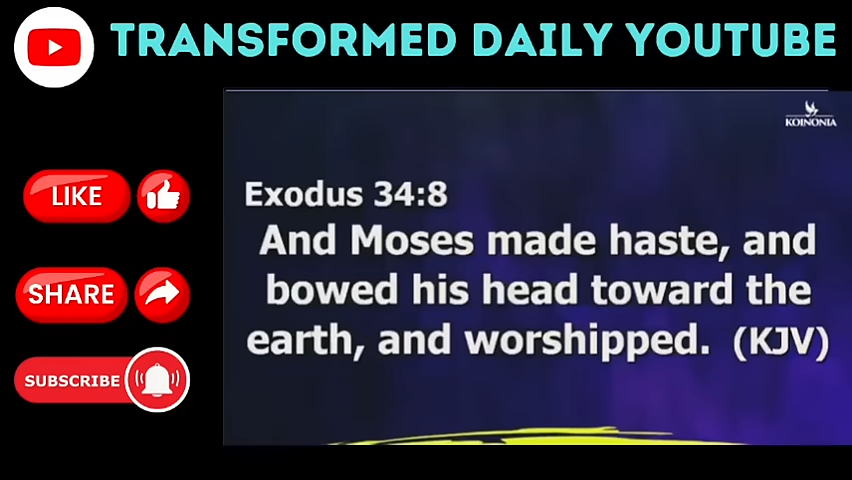 TRANSFORMED DAILY YOUTUBE
KOINONIA
LIKE
SHARE
SUBSCRIBE
Exodus 34:8
And Moses made haste, and
bowed his head toward the
earth, and worshipped. (KJV)